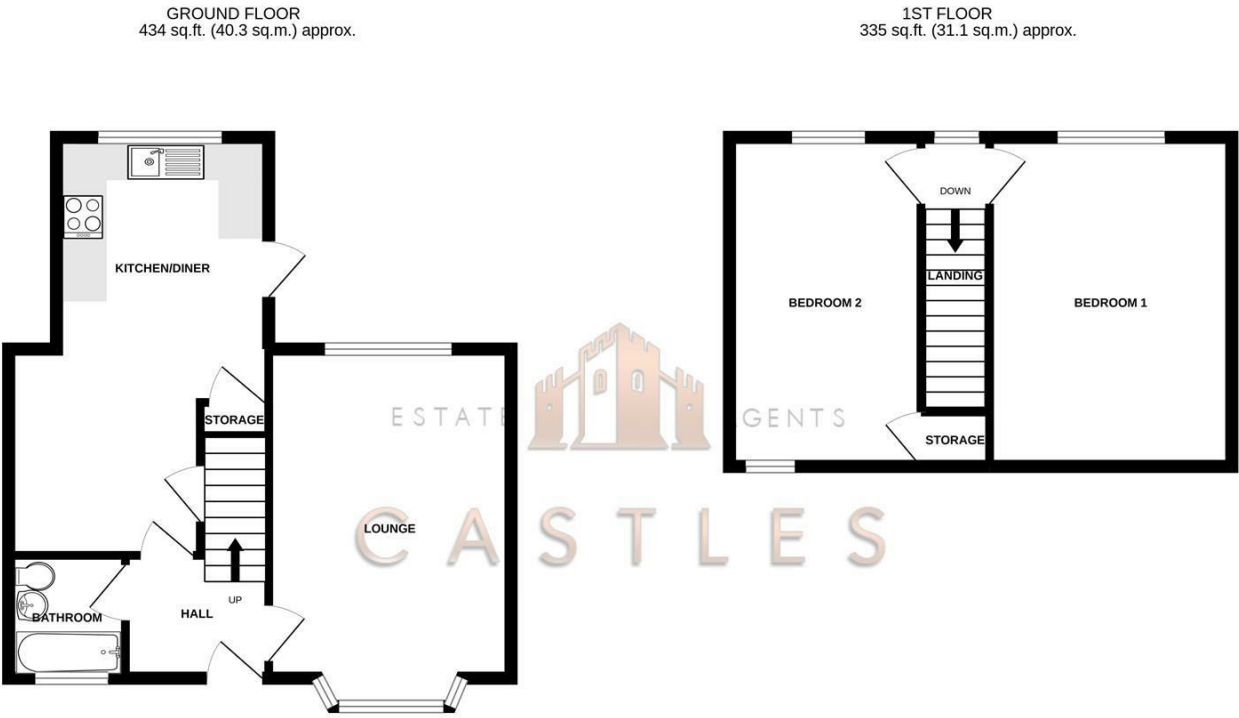 GROUND FLOOR
434 sq.ft. (40.3 sq.m.) approx.
1ST FLOOR
335 sq.ft. (31.1 sq.m.) approx.
KITCHEN/DINER
STORAGE
LOUNGE
UP
HALL
BATHROOM
DOWN
LANDING
BEDROOM 2
BEDROOM 1
STORAGE
ESTATE AGENTS
CASTLES